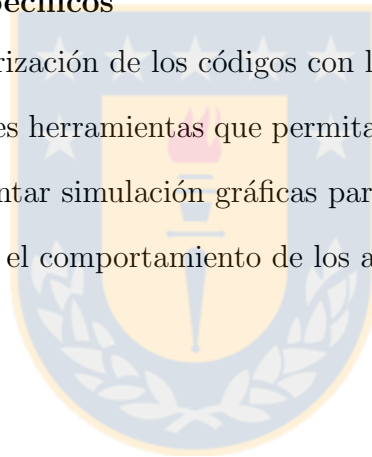 pecíficos
rización de los códigos con l
es herramientas que permita
ntar simulación gráficas par
el comportamiento de los a